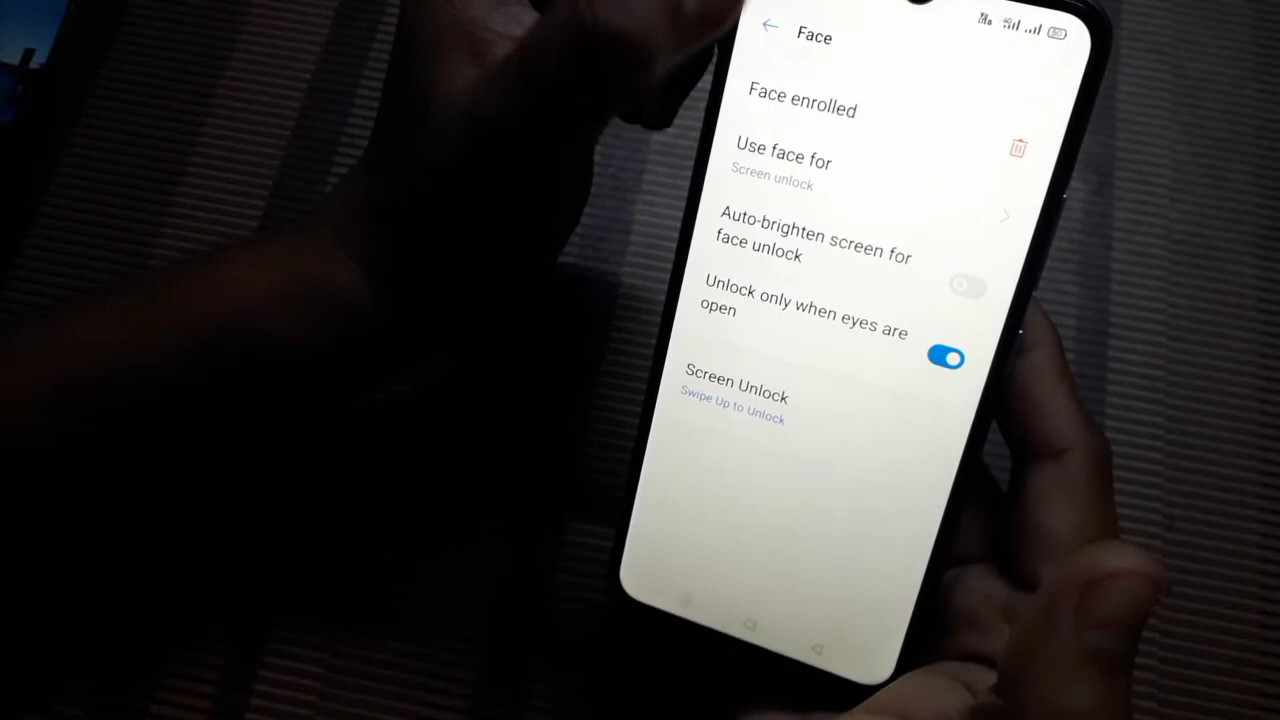 Face
Face enrolled
Use face for
Screen unlock
Auto-brighten screen for
face unlock
Unlock only when eyes are
open
Screen Unlock
Swipe Up to Unlock